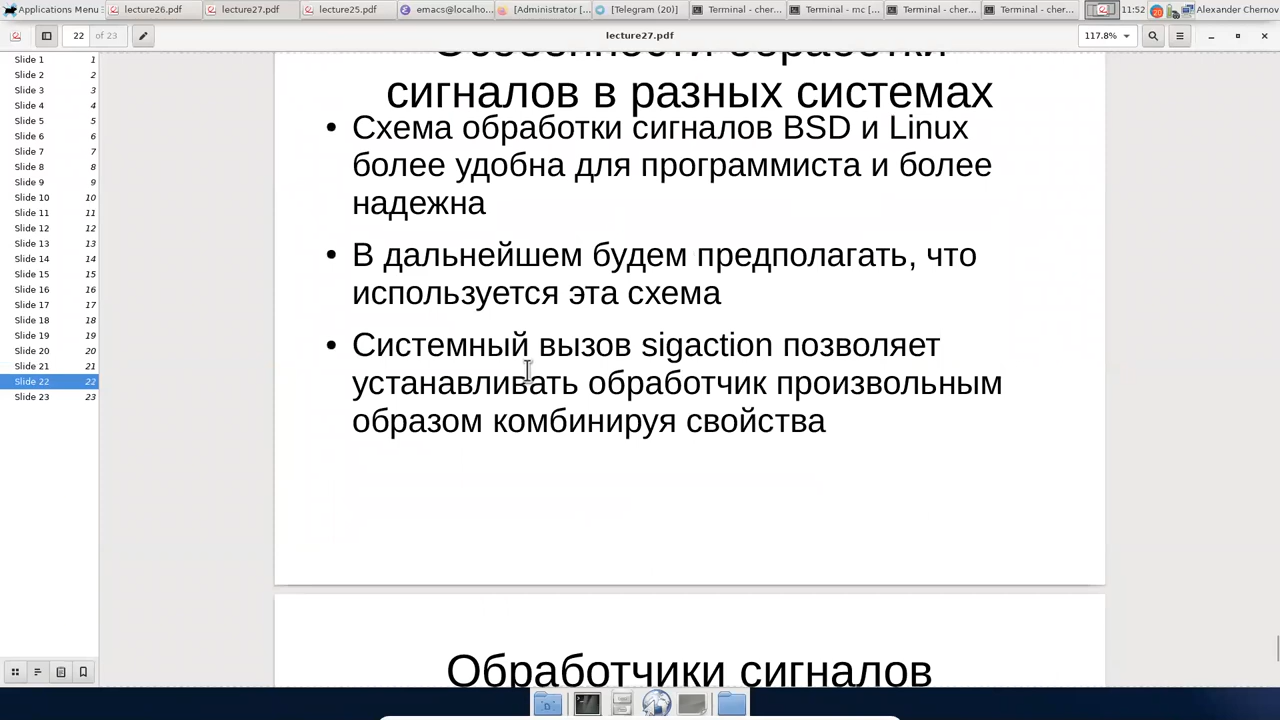 Applications Menu
lecture26.pdf
lecture27.pdf
lecture25.pdf
emacs@localho...
[Administrator [...
[Telegram (20)]
Terminal - cher...
Terminal - mc [...
Terminal - cher...
Terminal - cher...
11:52
20
Alexander Chernov
22 of 23
lecture27.pdf
117.8%
Slide 1 1
Slide 2 2
Slide 3 3
Slide 4 4
Slide 5 5
Slide 6 6
Slide 7 7
Slide 8 8
Slide 9 9
Slide 10 10
Slide 11 11
Slide 12 12
Slide 13 13
Slide 14 14
Slide 15 15
Slide 16 16
Slide 17 17
Slide 18 18
Slide 19 19
Slide 20 20
Slide 21 21
Slide 22 22
Slide 23 23
Особенности обработки
сигналов в разных системах
• Схема обработки сигналов BSD и Linux
более удобна для программиста и более
надежна
• В дальнейшем будем предполагать, что
используется эта схема
• Системный вызов sigaction позволяет
устанавливать обработчик произвольным
образом комбинируя свойства
Обработчики сигналов